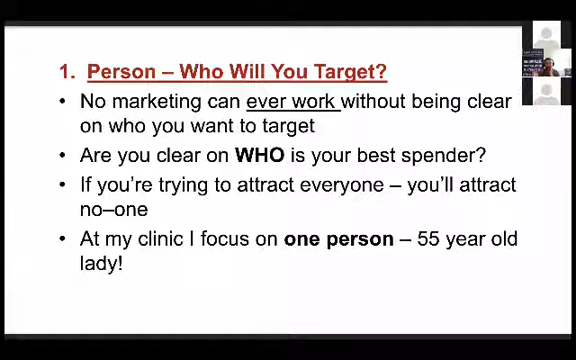 1. Person – Who Will You Target?
• No marketing can ever work without being clear
on who you want to target
• Are you clear on WHO is your best spender?
• If you're trying to attract everyone – you'll attract
no–one
• At my clinic I focus on one person – 55 year old
lady!